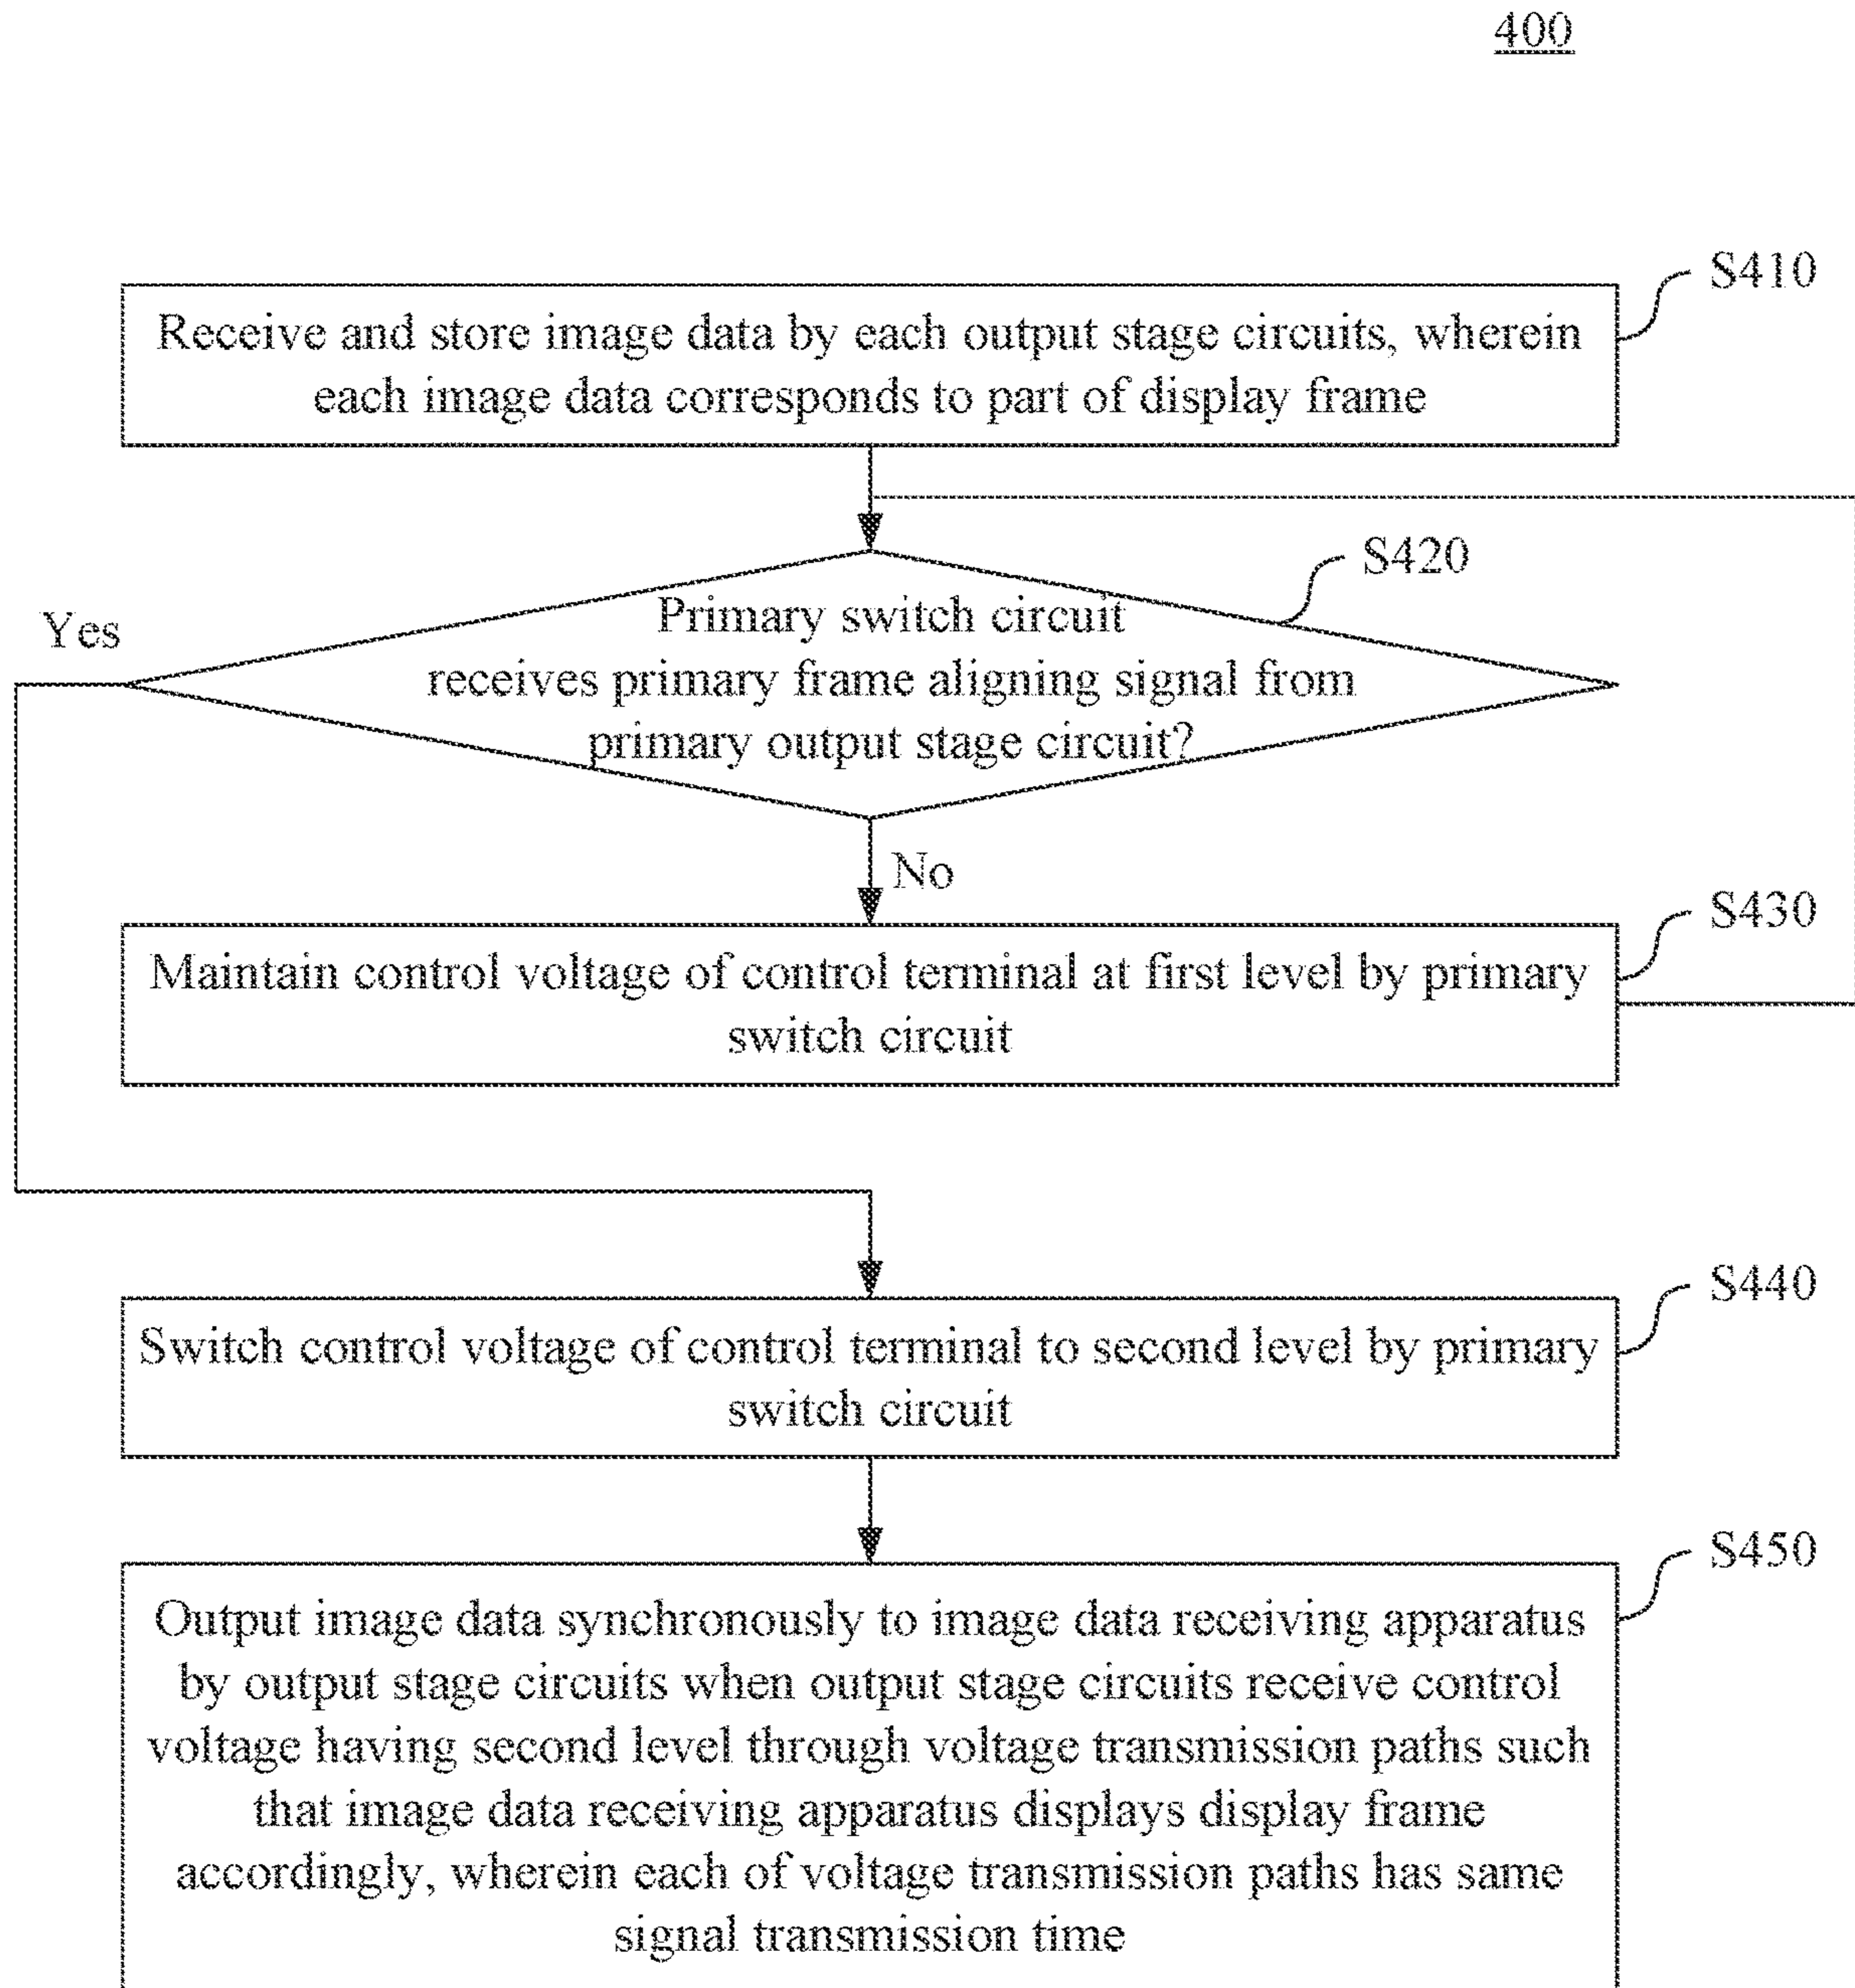 400
S410
Receive and store image data by each output stage circuits, wherein
each image data corresponds to part of display frame
S420
Yes
Primary switch circuit
receives primary frame aligning signal from
primary output stage circuit?
No
S430
Maintain control voltage of control terminal at first level by primary
switch circuit
S440
Switch control voltage of control terminal to second level by primary
switch circuit
S450
Output image data synchronously to image data receiving apparatus
by output stage circuits when output stage circuits receive control
voltage having second level through voltage transmission paths such
that image data receiving apparatus displays display frame
accordingly, wherein each of voltage transmission paths has same
signal transmission time